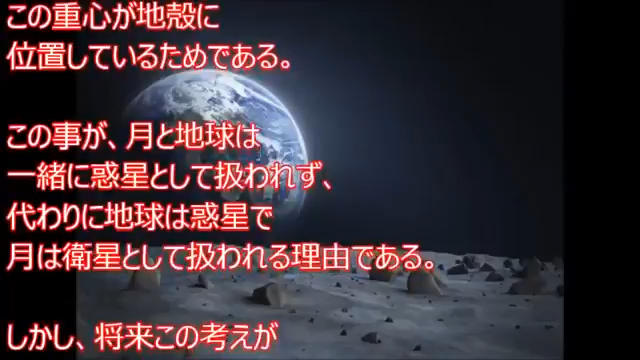 この重心が地殻に
位置しているためである。
この事が、月と地球は
一緒に惑星として扱われず、
代わりに地球は惑星で
月は衛星として扱われる理由である。
しかし、将来この考えが